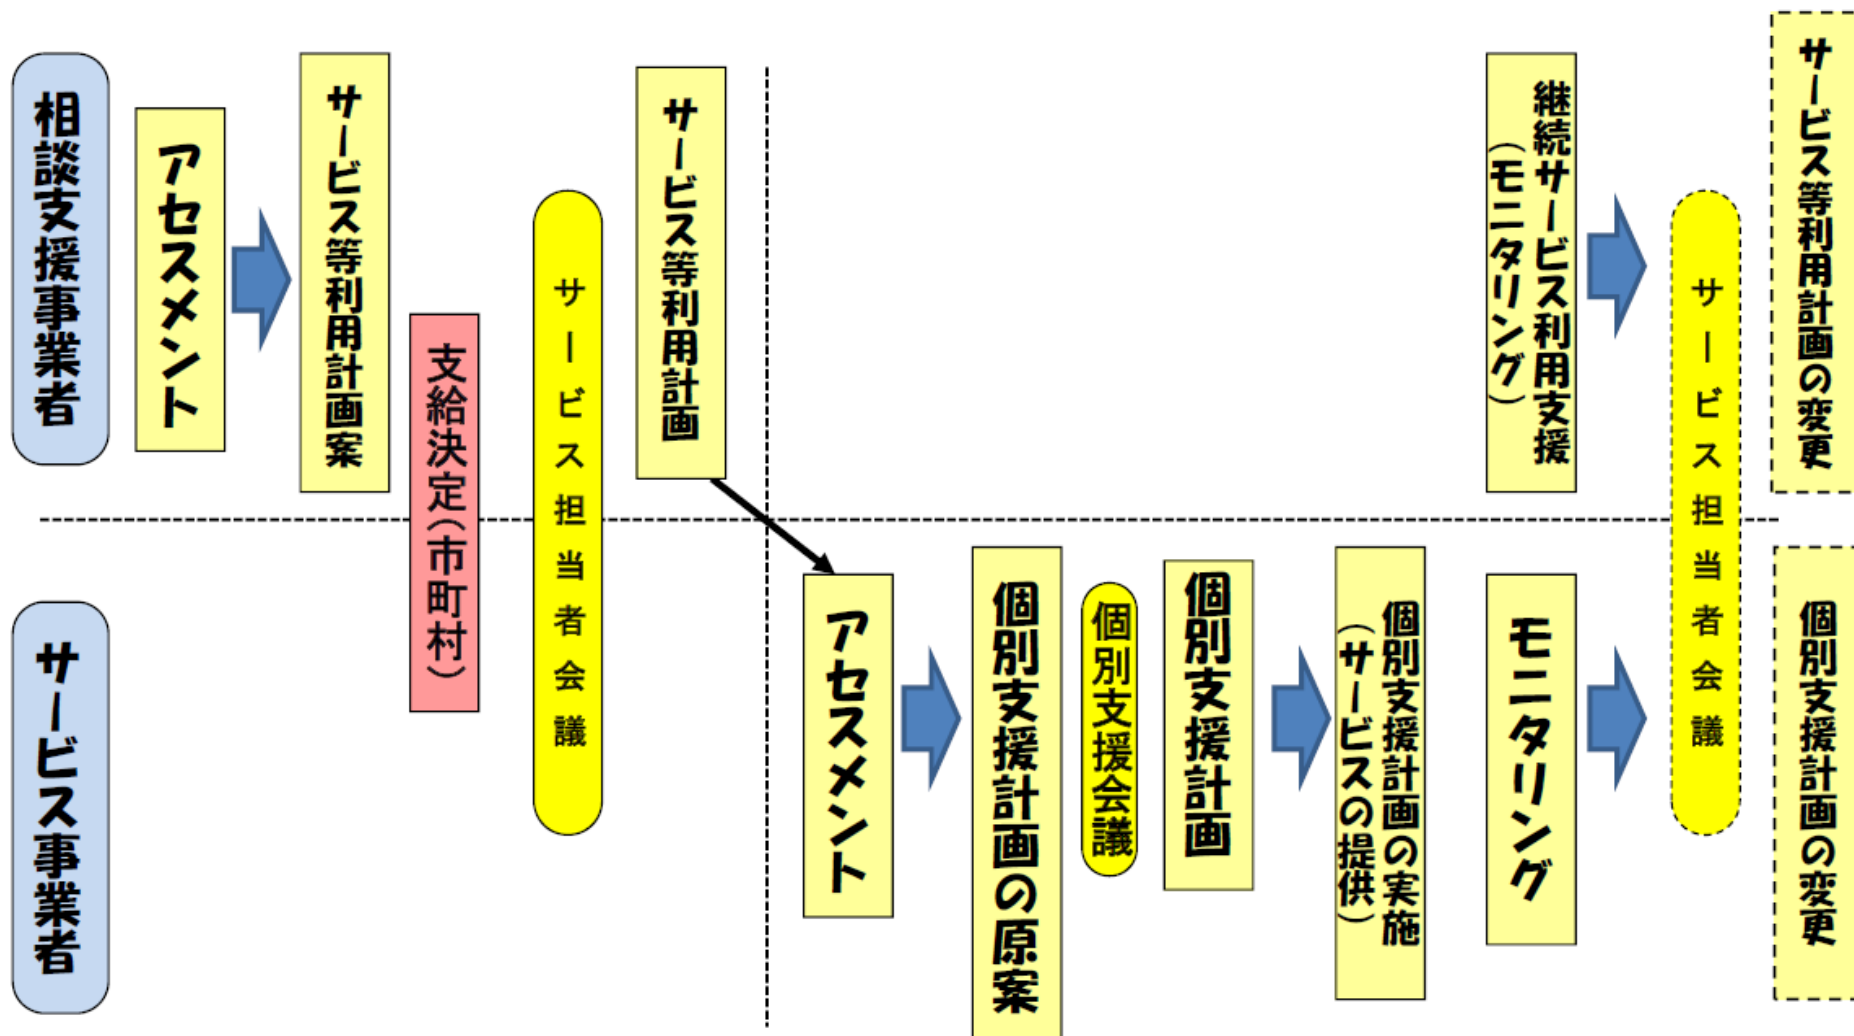 相談支援事業者
アセスメント
サービス等利用計画案
支給決定（市町村）
サービス担当者会議
サービス等利用計画
継続サービス利用支援
（モニタリング）
サービス担当者会議
サービス等利用計画の変更
サービス事業者
アセスメント
個別支援計画の原案
個別支援会議
個別支援計画
個別支援計画の実施
（サービスの提供）
モニタリング
個別支援計画の変更